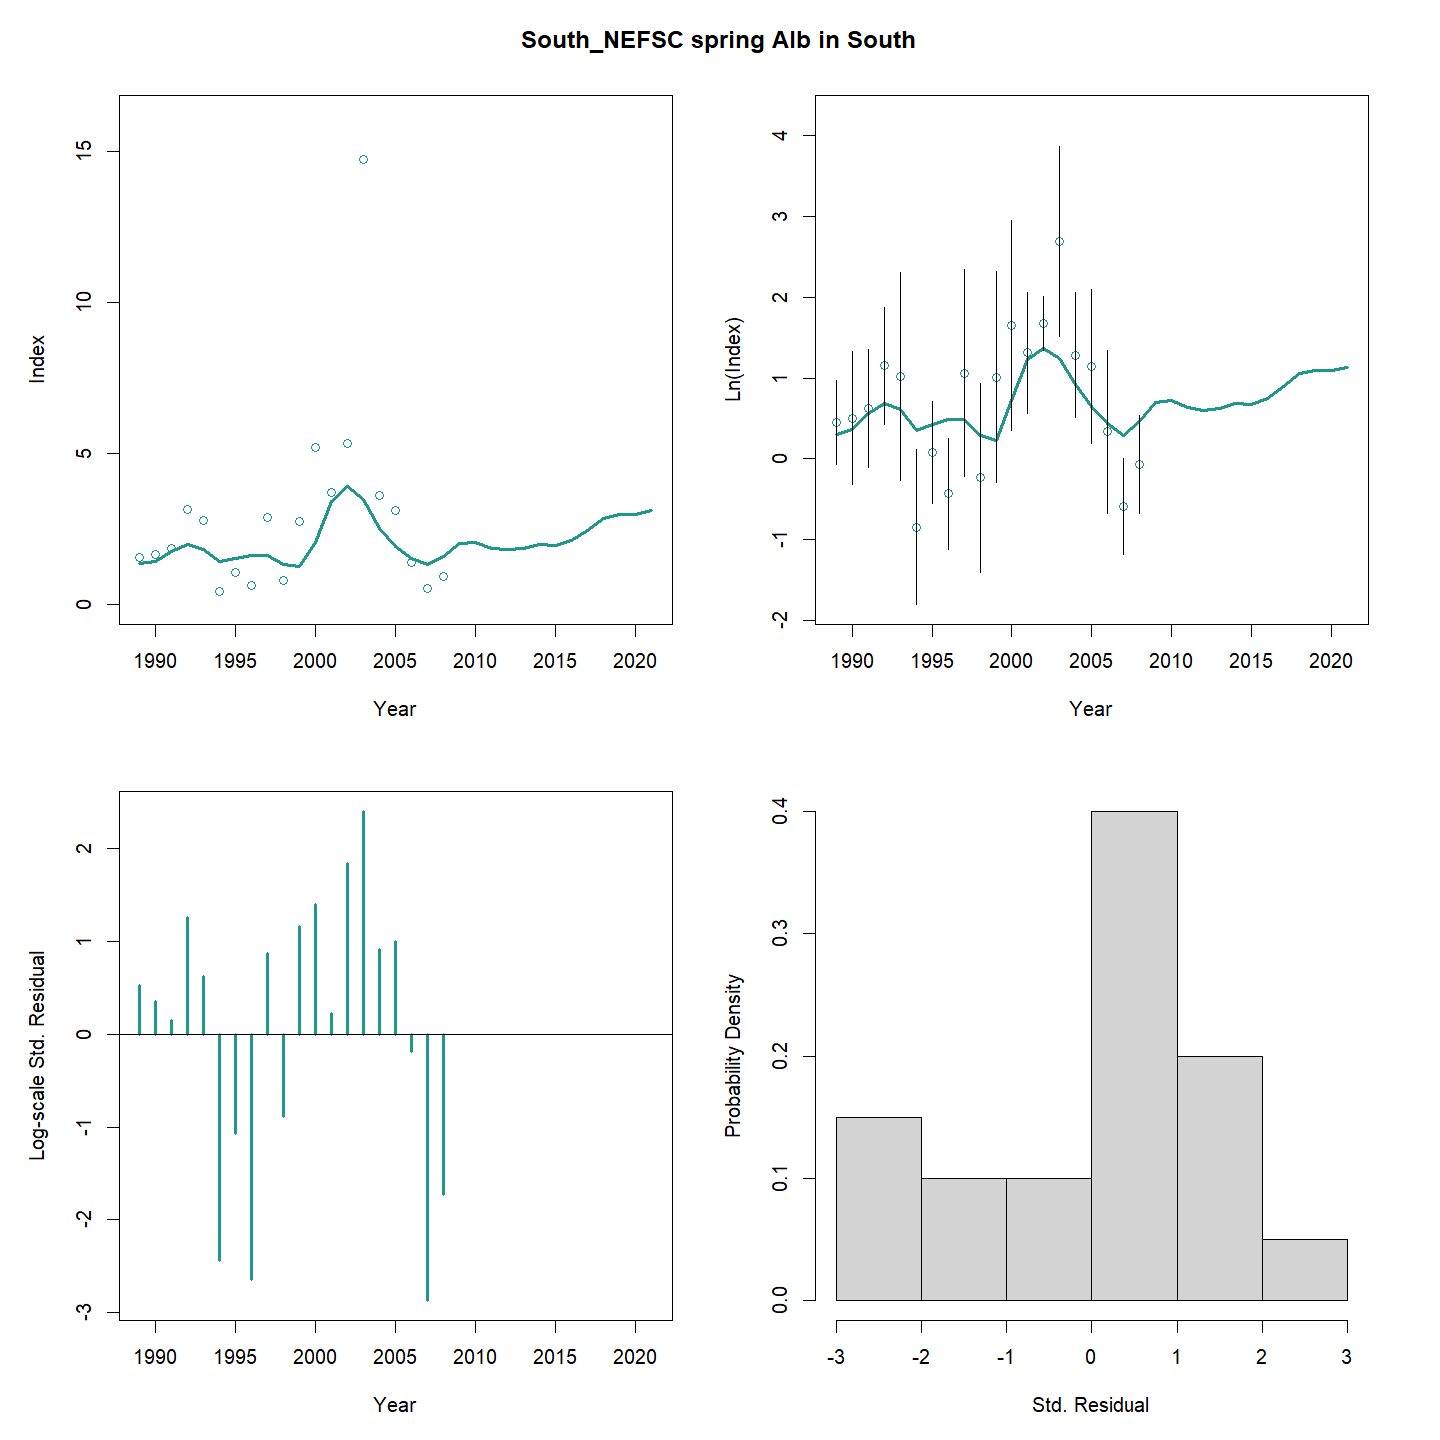 South_NEFSC spring Alb in South
Index
15
10
5
0
1990 1995 2000 2005 2010 2015 2020
Year
Ln(Index)
4
3
2
1
0
-1
-2
1990 1995 2000 2005 2010 2015 2020
Year
Log-scale Std. Residual
2
1
0
-1
-2
-3
1990 1995 2000 2005 2010 2015 2020
Year
Probability Density
0.4
0.3
0.2
0.1
0.0
-3 -2 -1 0 1 2 3
Std. Residual